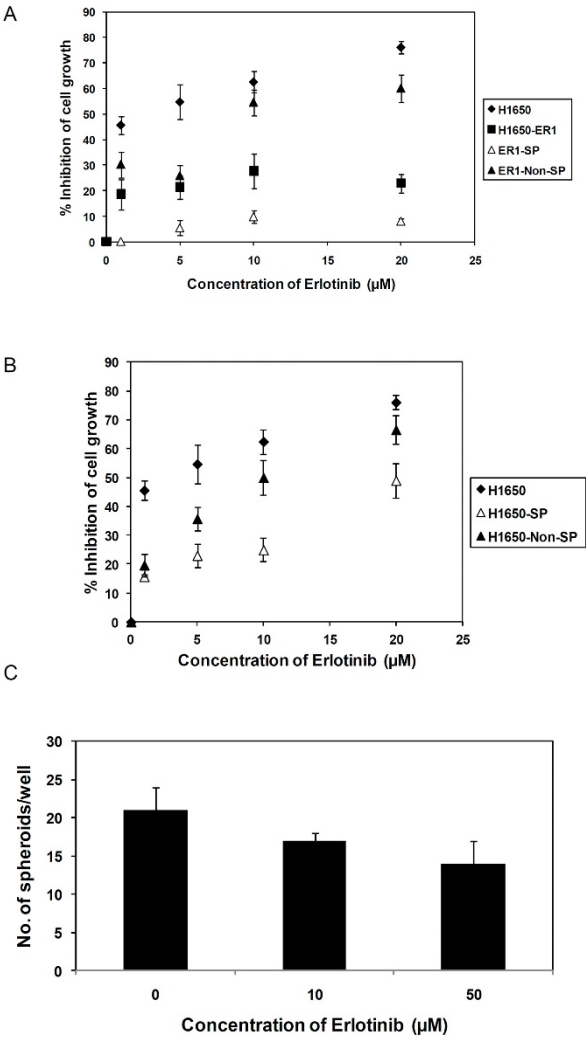 A
90
80
70
60
50
40
30
20
10
0
% Inhibition of cell growth
0 5 10 15 20 25
Concentration of Erlotinib (µM)
H1650
H1650-ER1
ER1-SP
ER1-Non-SP
B
90
80
70
60
50
40
30
20
10
0
% Inhibition of cell growth
0 5 10 15 20 25
Concentration of Erlotinib (µM)
H1650
H1650-SP
H1650-Non-SP
C
30
25
20
15
10
5
0
No. of spheroids/well
0 10 50
Concentration of Erlotinib (µM)